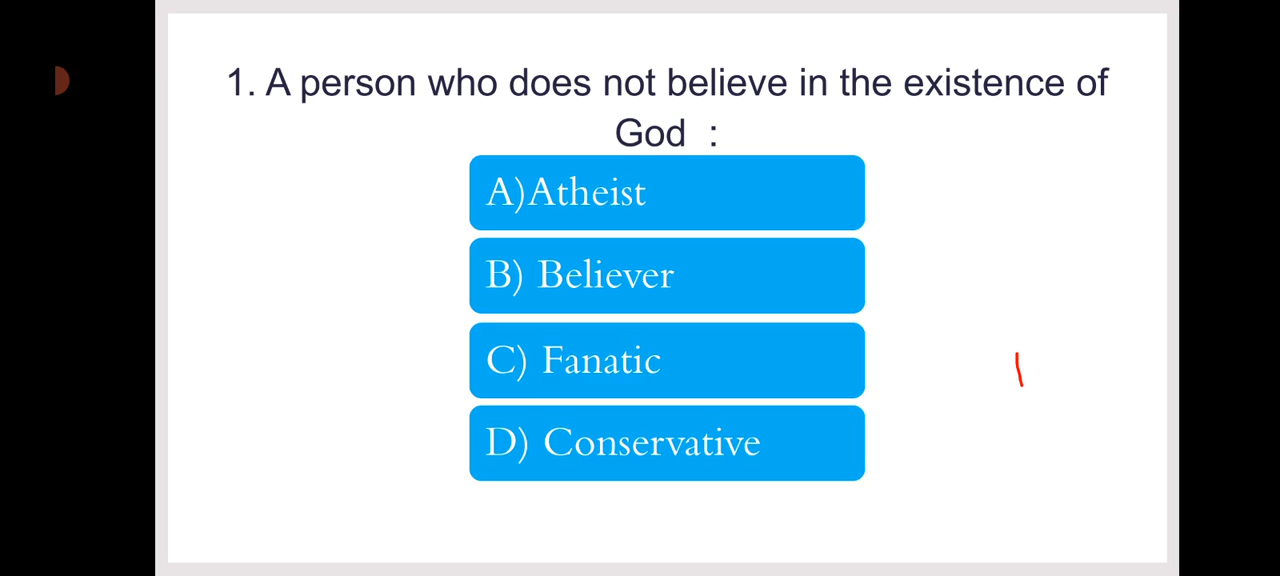 1. A person who does not believe in the existence of
God :
A)Atheist
B) Believer
C) Fanatic
D) Conservative